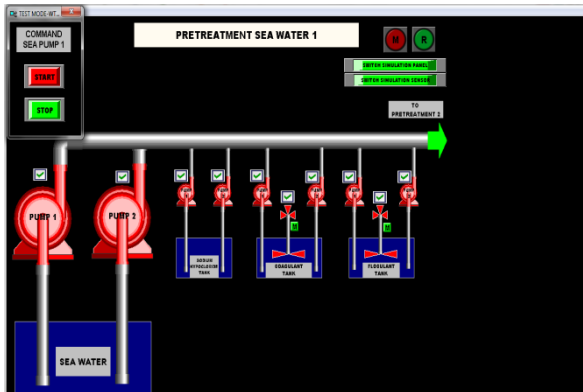 TEST MODE-WT...
COMMAND
SEA PUMP 1
START
STOP
PRETREATMENT SEA WATER 1
M
R
SWITCH SIMULATION PANEL
SWITCH SIMULATION SENSOR
TO
PRETREATMENT 2
PUMP 1
PUMP 2
M
M
TANK
COAGULANT
TANK
TANK
SEA WATER